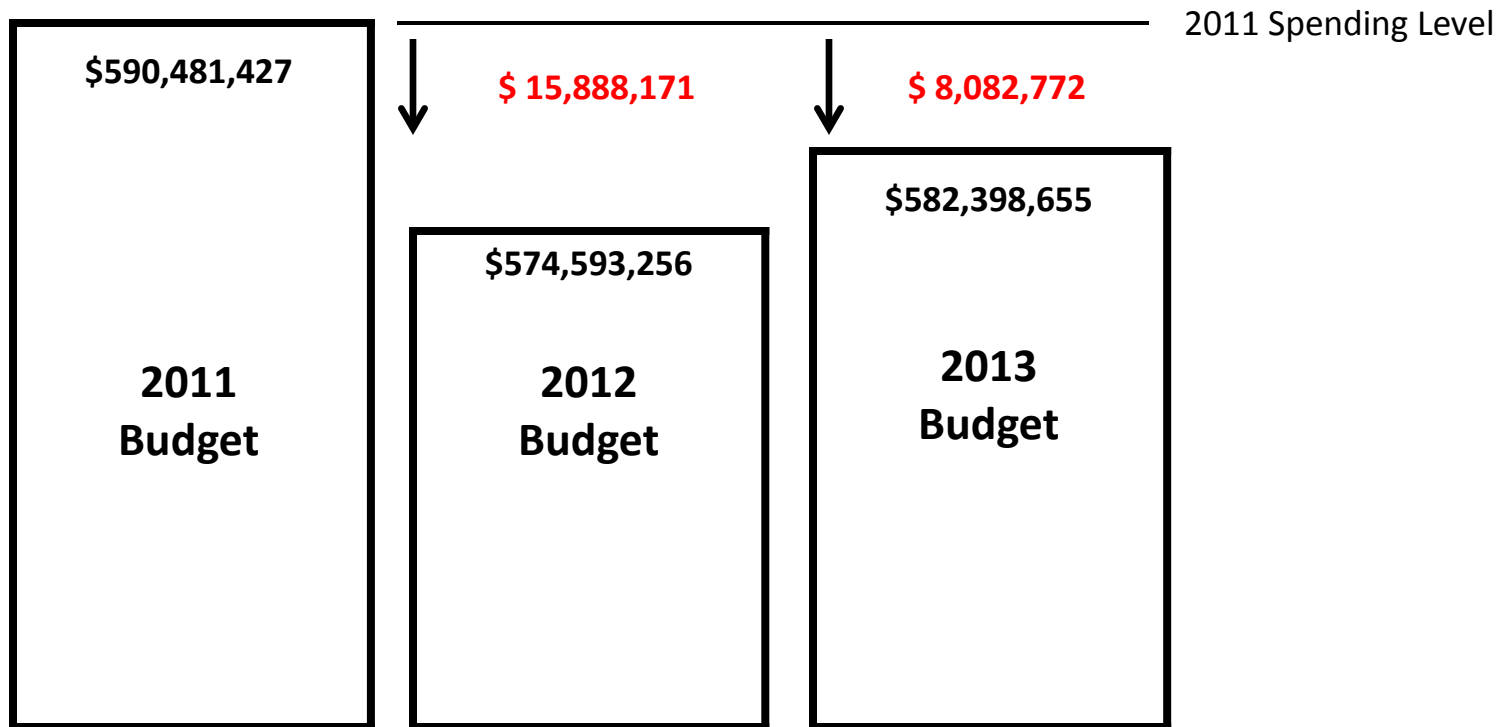 2011 Spending Level
$590,481,427
$ 15,888,171
$ 8,082,772
$582,398,655
$574,593,256
2011
Budget
2012
Budget
2013
Budget